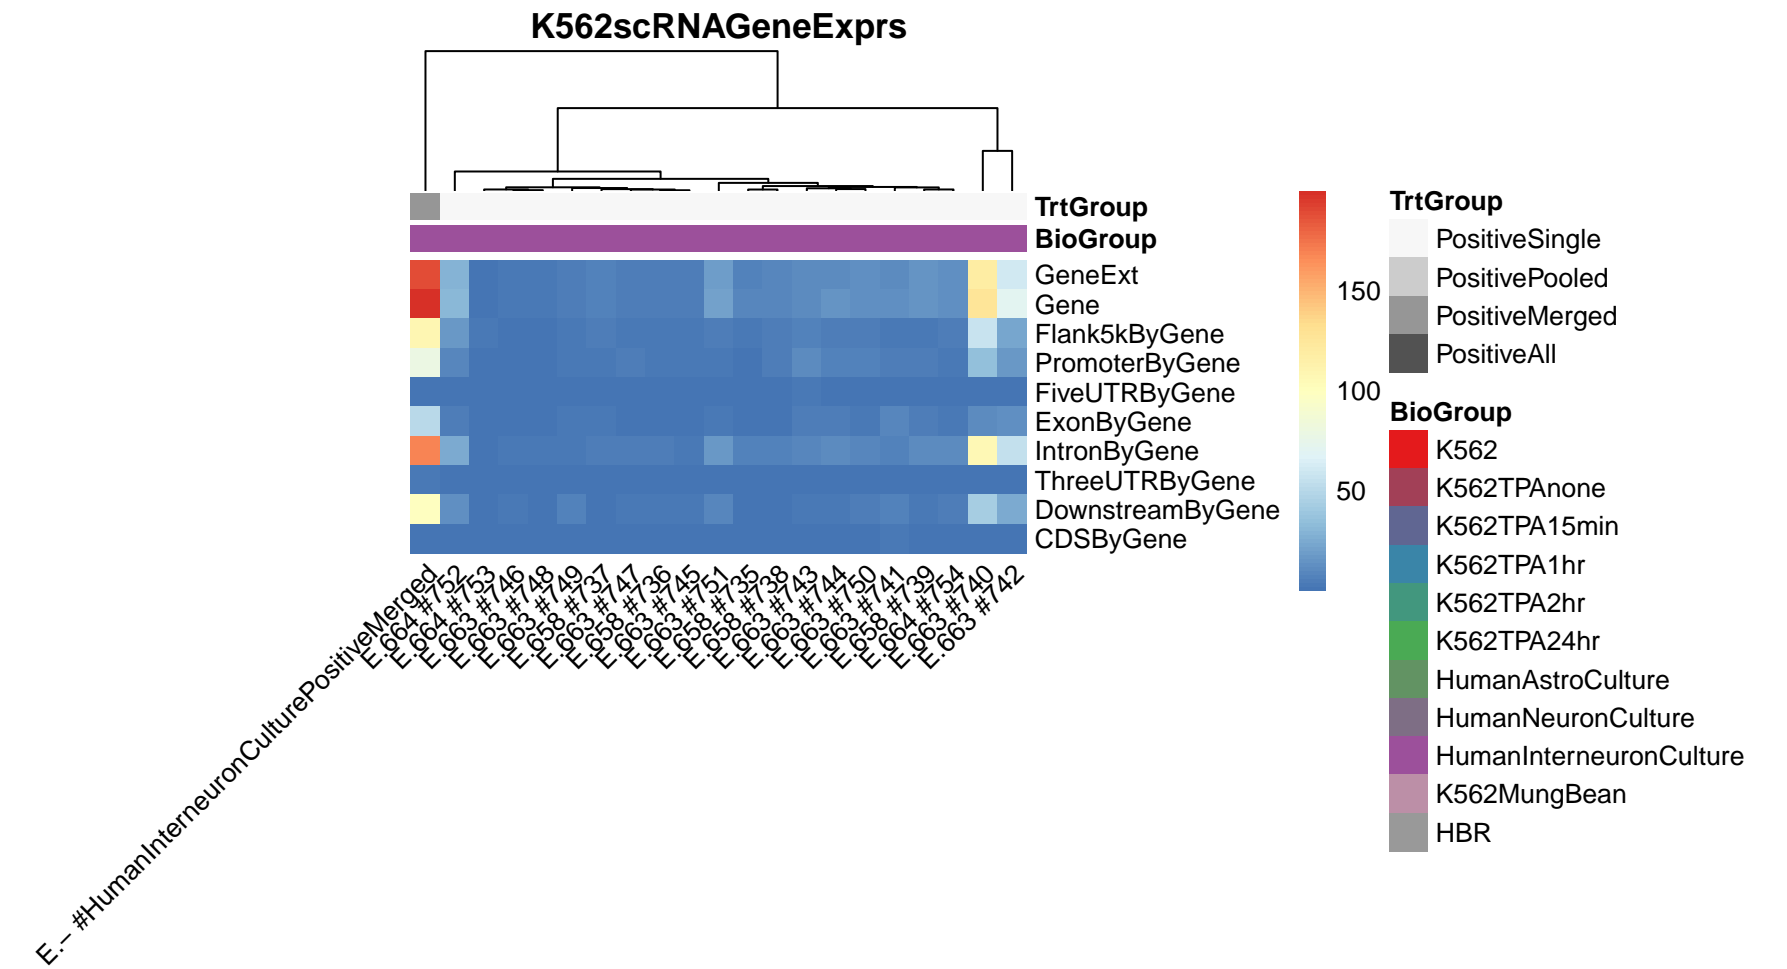 K562scRNAGeneExprs
TrtGroup
BioGroup
GeneExt
Gene
Flank5kByGene
PromoterByGene
FiveUTRByGene
ExonByGene
IntronByGene
ThreeUTRByGene
DownstreamByGene
CDSByGene
E.– #HumanInterneuronCulturePositiveMerged
E.664 #752
E.664 #753
E.663 #746
E.663 #748
E.663 #749
E.658 #737
E.663 #747
E.658 #736
E.663 #745
E.663 #751
E.658 #735
E.658 #738
E.663 #743
E.663 #744
E.663 #750
E.663 #741
E.658 #739
E.664 #754
E.663 #740
E.663 #742
150
100
50
TrtGroup
PositiveSingle
PositivePooled
PositiveMerged
PositiveAll
BioGroup
K562
K562TPAnone
K562TPA15min
K562TPA1hr
K562TPA2hr
K562TPA24hr
HumanAstroCulture
HumanNeuronCulture
HumanInterneuronCulture
K562MungBean
HBR